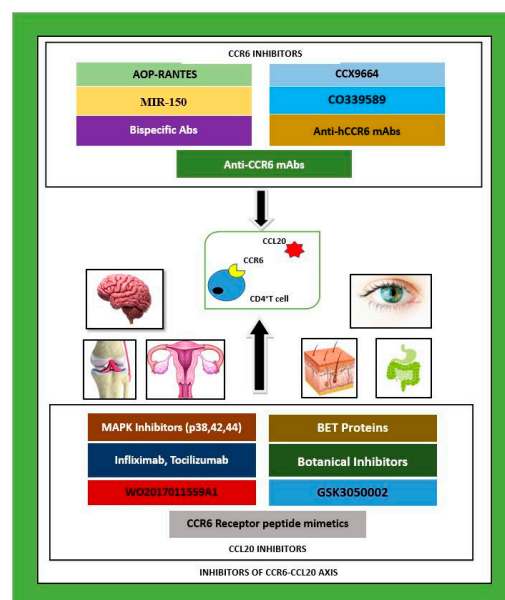 CCR6 INHIBITORS
AOP-RANTES
CCX9664
MIR-150
CO339589
Bispecific Abs
Anti-hCCR6 mAbs
Anti-CCR6 mAbs
CCL20
CCR6
CD4⁺T cell
MAPK Inhibitors (p38,42,44)
BET Proteins
Infliximab, Tocilizumab
Botanical Inhibitors
WO2017011559A1
GSK3050002
CCR6 Receptor peptide mimetics
CCL20 INHIBITORS
INHIBITORS OF CCR6-CCL20 AXIS